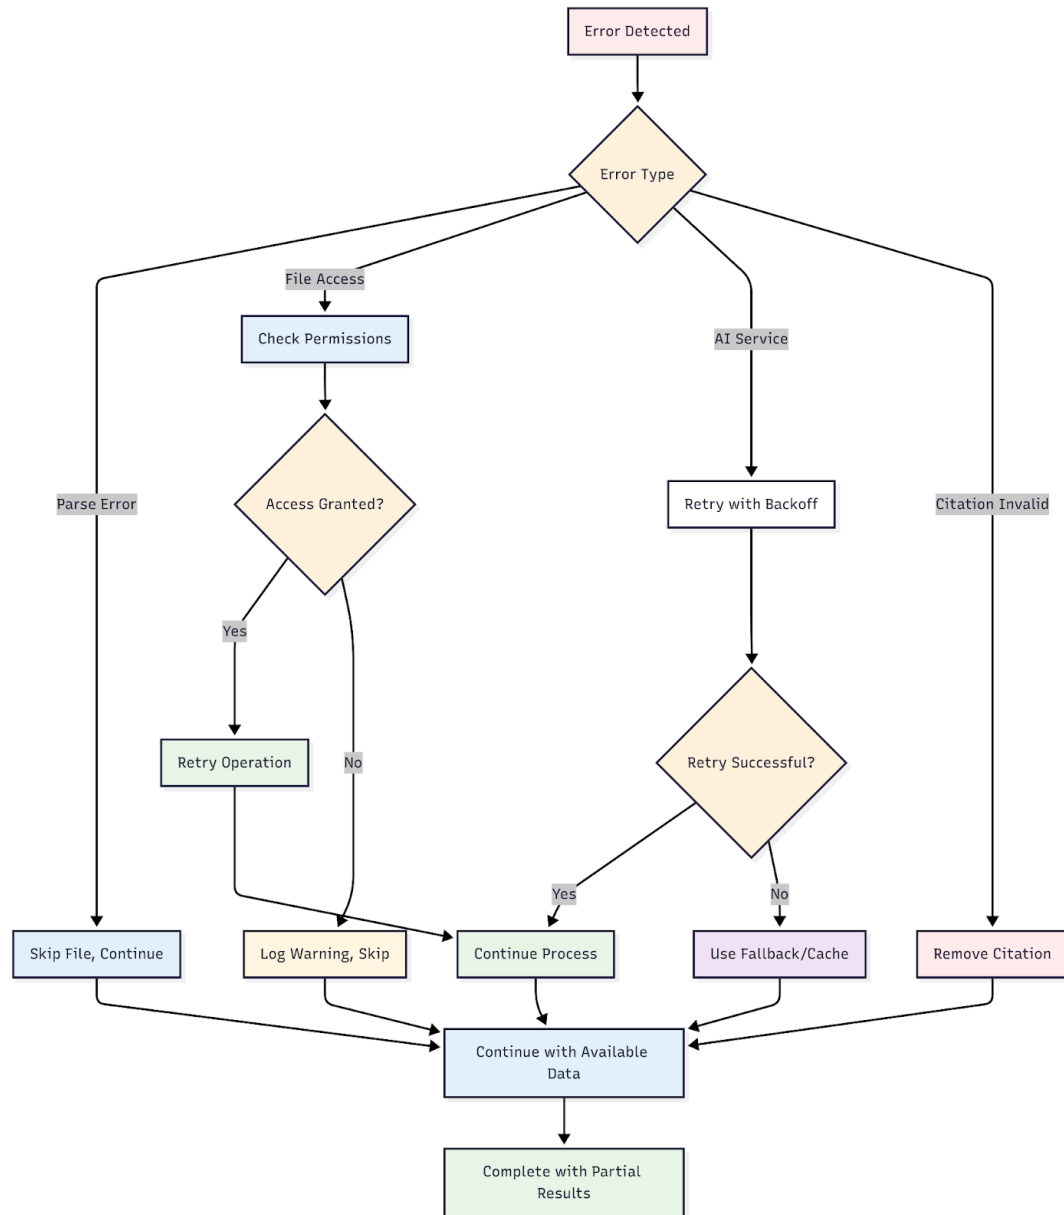 Error Detected
Error Type
File Access
Check Permissions
AI Service
Parse Error
Access Granted?
Retry with Backoff
Citation Invalid
Yes
Retry Operation
No
Retry Successful?
Yes
No
Skip File, Continue
Log Warning, Skip
Continue Process
Use Fallback/Cache
Remove Citation
Continue with Available
Data
Complete with Partial
Results